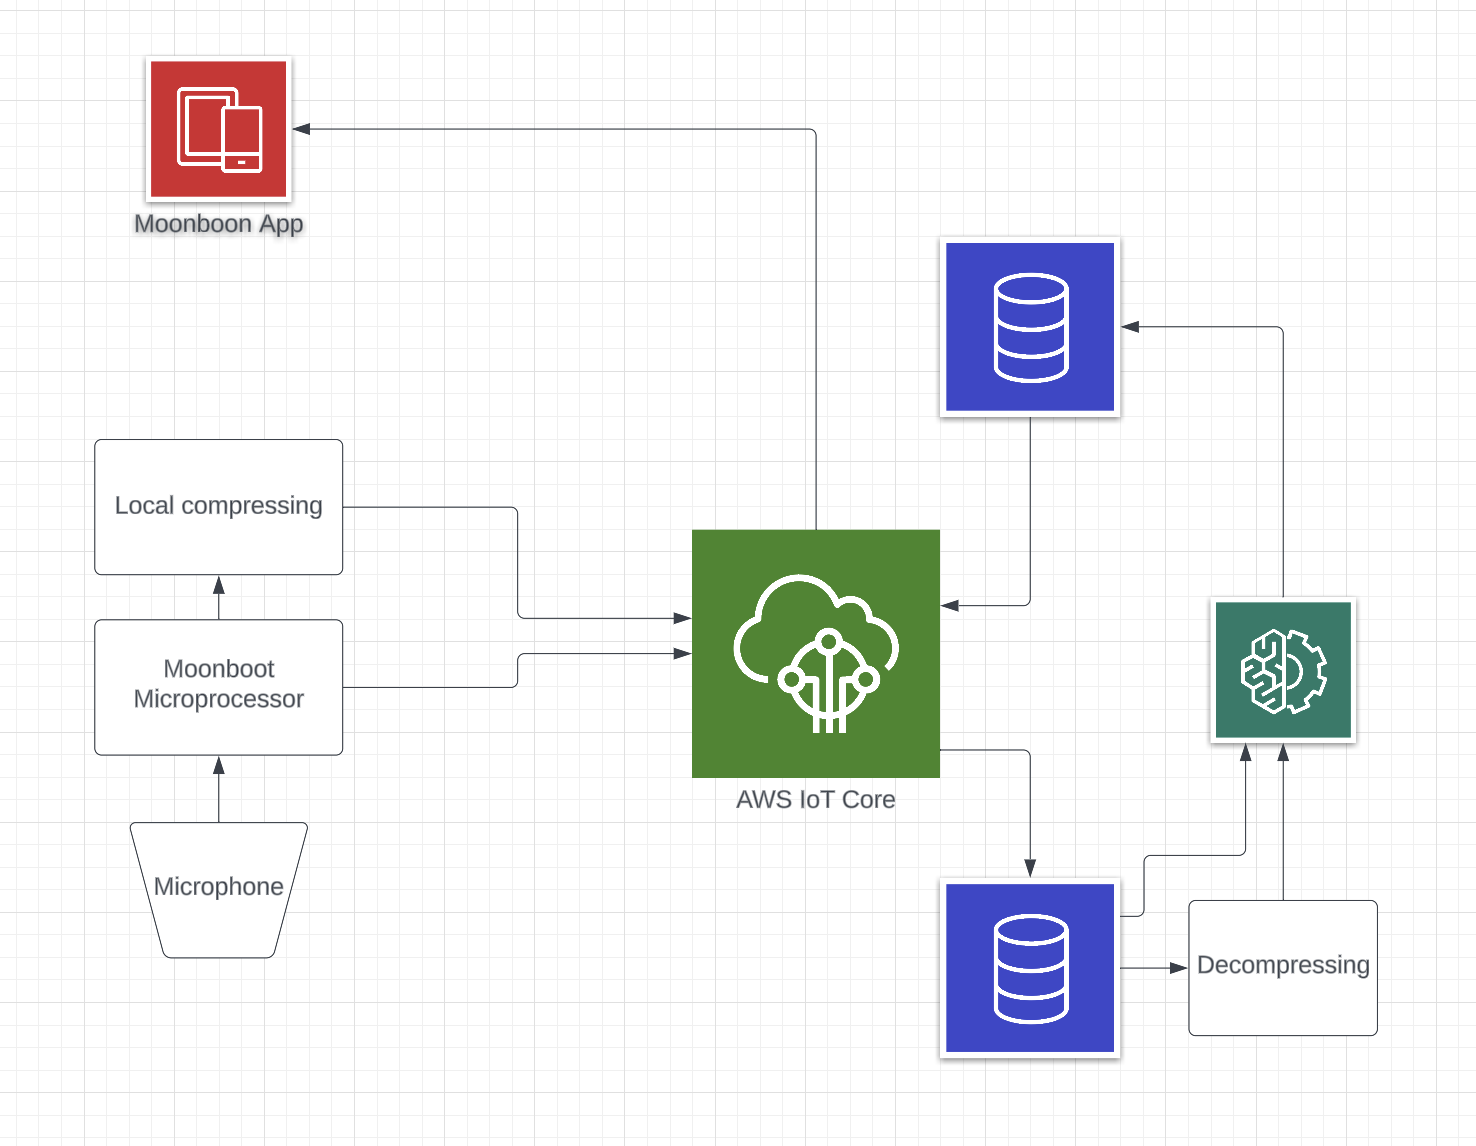 Moonboon App
Local compressing
Moonboot
Microprocessor
Microphone
AWS IoT Core
Decompressing